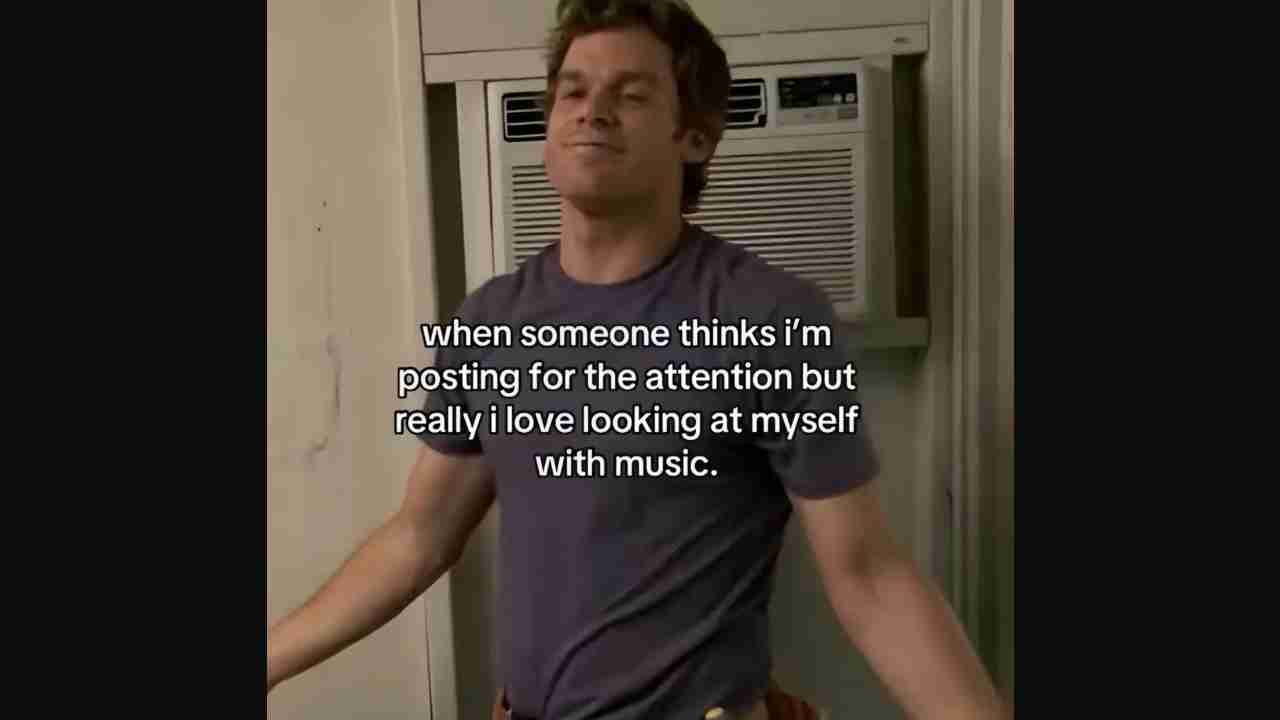 when someone thinks i’m
posting for the attention but
really i love looking at myself
with music.